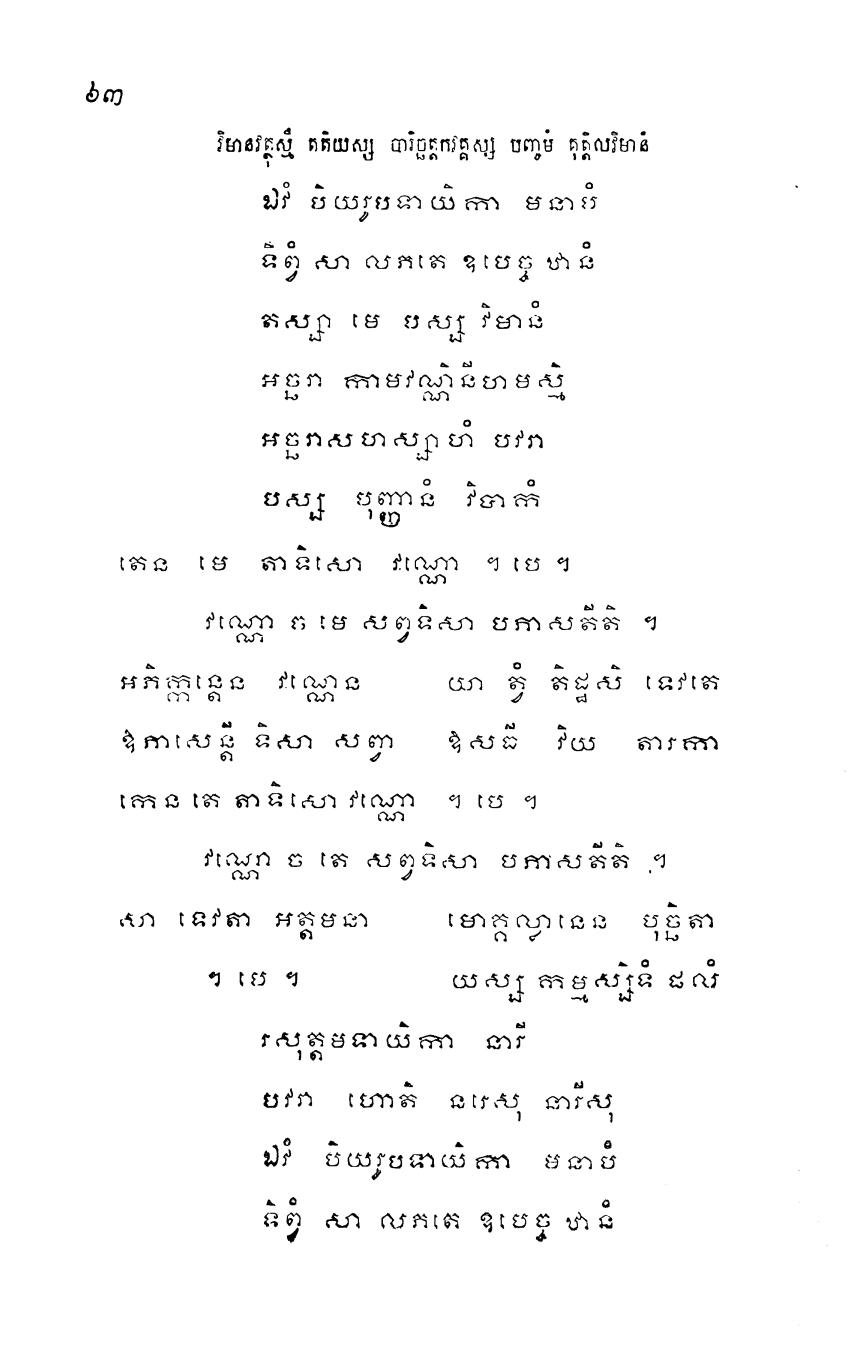 ៦៣
វិមានវត្ថុស្មឹ តតិយស្ស បារិច្ឆត្តកវគ្គស្ស បញ្ចមំ គុត្តិលវិមានំ
ឯវំ បិយរូបទាយិកា មនាបំ
ទិព្វំ សា លភតេ ឧបេច្ច ឋានំ
តស្សា មេ បស្ស វិមានំ
អច្ឆរា កាមវណ្ណិនីហមស្មិ
អច្ឆរាសហស្សាហំ បវរា
បស្ស បុញ្ញានំ វិបាកំ
តេន មេ តាទិសោ វណ្ណោ ។ បេ ។
វណ្ណោ ច មេ សព្វទិសា បភាសតីតិ ។
អភិក្កន្តេន វណ្ណេន យា ត្វំ តិដ្ឋសិ ទេវតេ
ឱភាសេន្តី ទិសា សព្វា ឱសធី វិយ តារកា
កេន តេ តាទិសោ វណ្ណោ ។ បេ ។
វណ្ណោ ច តេ សព្វទិសា បភាសតីតិ ។
សា ទេវតា អត្តមនា មោគ្គល្លានេន បុច្ឆិតា
។ បេ ។ យស្ស កម្មស្សិទំ ផលំ
រសុត្តមទាយិកា នារី
បវរា ហោតិ នរេសុ នារីសុ
ឯវំ បិយរូបទាយិកា មនាបំ
ទិព្វំ សា លភតេ ឧបេច្ច ឋានំ